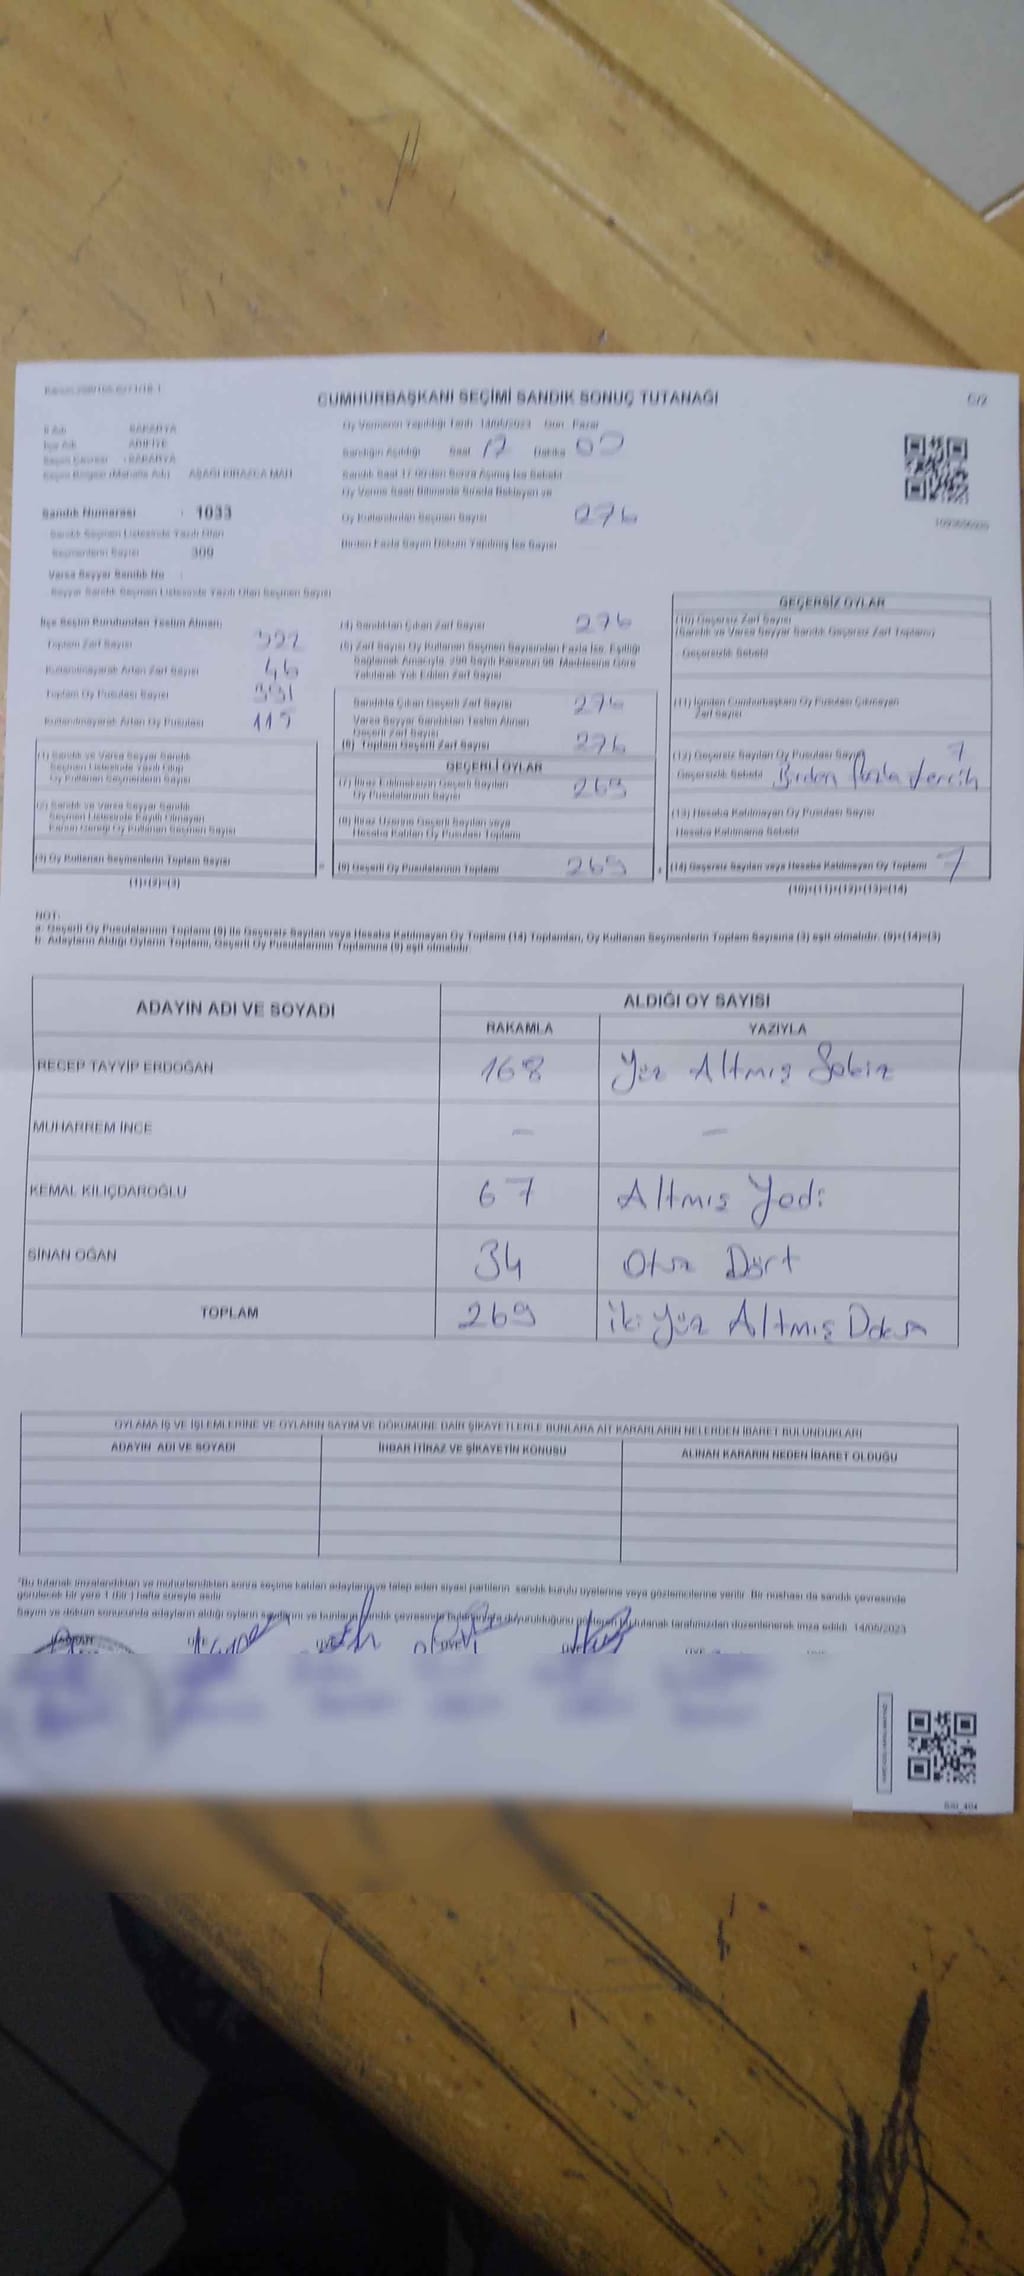 CUMHURBAŞKANI SEÇİMİ SANDIK SONUÇ TUTANAĞI
C/2
İl Adı : SAKARYA
İlçe Adı : ARİFİYE
Seçim Çevresi : SAKARYA
Seçim Bölgesi (Mahalle Adı) : AŞAĞI KİRAZCA MAH.
Sandık Numarası : 1033
Sandık Seçmen Listesinde Yazılı Olan
Seçmenlerin Sayısı : 309
Varsa Seyyar Sandık No :
Seyyar Sandık Seçmen Listesinde Yazılı Olan Seçmen Sayısı
Oy Vermenin Yapıldığı Tarih 14/05/2023 Gün Pazar
Sandığın Açıldığı Saat 17 Dakika 00
Sandık Saat 17:00'den Sonra Açılmış İse Sebebi
Oy Verme Saati Bitiminde Sırada Bekleyen ve
Oy Kullandırılan Seçmen Sayısı 276
Birden Fazla Sayım Döküm Yapılmış İse Sayısı
İlçe Seçim Kurulundan Teslim Alınan;
Toplam Zarf Sayısı 322
Kullanılmayarak Artan Zarf Sayısı 46
Toplam Oy Pusulası Sayısı 391
Kullanılmayarak Artan Oy Pusulası 115
(1) Sandık ve Varsa Seyyar Sandık
Seçmen Listesinde Yazılı Olup
Oy Kullanan Seçmenlerin Sayısı
(2) Sandık ve Varsa Seyyar Sandık
Seçmen Listesinde Kayıtlı Olmayan
Kanun Gereği Oy Kullanan Seçmen Sayısı
(3) Oy Kullanan Seçmenlerin Toplam Sayısı
(1)+(2)=(3)
(4) Sandıktan Çıkan Zarf Sayısı 276
(5) Zarf Sayısı Oy Kullanan Seçmen Sayısından Fazla İse, Eşitliği
Sağlamak Amacıyla, 298 Sayılı Kanunun 98. Maddesine Göre
Yakılarak Yok Edilen Zarf Sayısı
Sandıkta Çıkan Geçerli Zarf Sayısı 276
Varsa Seyyar Sandıktan Teslim Alınan
Geçerli Zarf Sayısı
(6) Toplam Geçerli Zarf Sayısı 276
GEÇERLİ OYLAR
(7) İtiraz Edilmeksizin Geçerli Sayılan
Oy Pusulalarının Sayısı 269
(8) İtiraz Üzerine Geçerli Sayılan veya
Hesaba Katılan Oy Pusulası Toplamı
(9) Geçerli Oy Pusulalarının Toplamı 269
GEÇERSİZ OYLAR
(10) Geçersiz Zarf Sayısı
(Sandık ve Varsa Seyyar Sandık Geçersiz Zarf Toplamı)
Geçersizlik Sebebi
(11) İçinden Cumhurbaşkanı Oy Pusulası Çıkmayan
Zarf Sayısı
(12) Geçersiz Sayılan Oy Pusulası Sayısı 7
Geçersizlik Sebebi Birden fazla tercih
(13) Hesaba Katılmayan Oy Pusulası Sayısı
Hesaba Katılmama Sebebi
(14) Geçersiz Sayılan veya Hesaba Katılmayan Oy Toplamı 7
(10)+(11)+(12)+(13)=(14)
NOT:
a- Geçerli Oy Pusulalarının Toplamı (9) ile Geçersiz Sayılan veya Hesaba Katılmayan Oy Toplamı (14) Toplamları, Oy Kullanan Seçmenlerin Toplam Sayısına (3) eşit olmalıdır. (9)+(14)=(3)
b- Adayların Aldığı Oyların Toplamı, Geçerli Oy Pusulalarının Toplamına (9) eşit olmalıdır.
ADAYIN ADI VE SOYADI ALDIĞI OY SAYISI
RAKAMLA YAZIYLA
RECEP TAYYİP ERDOĞAN 168 Yüz Altmış Sekiz
MUHARREM İNCE - -
KEMAL KILIÇDAROĞLU 67 Altmış Yedi
SİNAN OĞAN 34 Otuz Dört
TOPLAM 269 iki yüz Altmış Dokuz
OYLAMA İŞ VE İŞLEMLERİNE VE OYLARIN SAYIM VE DÖKÜMÜNE DAİR ŞİKAYETLERLE BUNLARA AİT KARARLARIN NELERDEN İBARET BULUNDUKLARI
ADAYIN ADI VE SOYADI İHBAR İTİRAZ VE ŞİKAYETİN KONUSU ALINAN KARARIN NEDEN İBARET OLDUĞU
*Bu tutanak imzalandıktan ve mühürlendikten sonra seçime katılan adayların ve talep eden siyasi partilerin sandık kurulu üyelerine veya gözlemcilerine verilir. Bir nüshası da sandık çevresinde
görülecek bir yere 1 (bir) hafta süreyle asılır.
Sayım ve döküm sonucunda adayların aldığı oyların tutanak tarafımızdan düzenlenerek imza edildi. 14/05/2023
BAŞKAN ÜYE ÜYE ÜYE ÜYE ÜYE